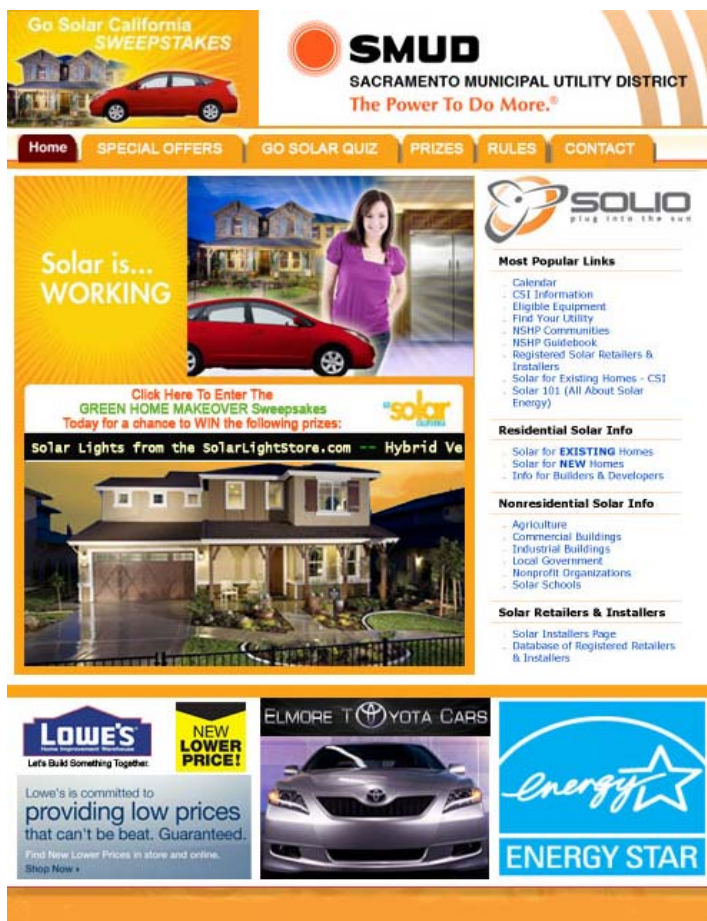 Go Solar California
SWEEPSTAKES
SMUD
SACRAMENTO MUNICIPAL UTILITY DISTRICT
The Power To Do More.®
Home
SPECIAL OFFERS
GO SOLAR QUIZ
PRIZES
RULES
CONTACT
Solar is...
WORKING
SOLIO
plug into the sun
Most Popular Links
Calendar
CSI Information
Eligible Equipment
Find Your Utility
NSHP Communities
NSHP Guidebook
Registered Solar Retailers &
Installers
Solar for Existing Homes - CSI
Solar 101 (All About Solar
Energy)
Residential Solar Info
Solar for EXISTING Homes
Solar for NEW Homes
Info for Builders & Developers
Nonresidential Solar Info
Agriculture
Commercial Buildings
Industrial Buildings
Local Government
Nonprofit Organizations
Solar Schools
Solar Retailers & Installers
Solar Installers Page
Database of Registered Retailers
& Installers
Click Here To Enter The
GREEN HOME MAKEOVER Sweepsakes
Today for a chance to WIN the following prizes:
GO solar
CALIFORNIA
Solar Lights from the SolarLightStore.com -- Hybrid Ve
LOWE'S
Home Improvement Warehouse
Let's Build Something Together.
NEW
LOWER
PRICE!
Lowe's is committed to
providing low prices
that can't be beat. Guaranteed.
Find New Lower Prices in store and online.
Shop Now
ELMORE TOYOTA CARS
energy
ENERGY STAR